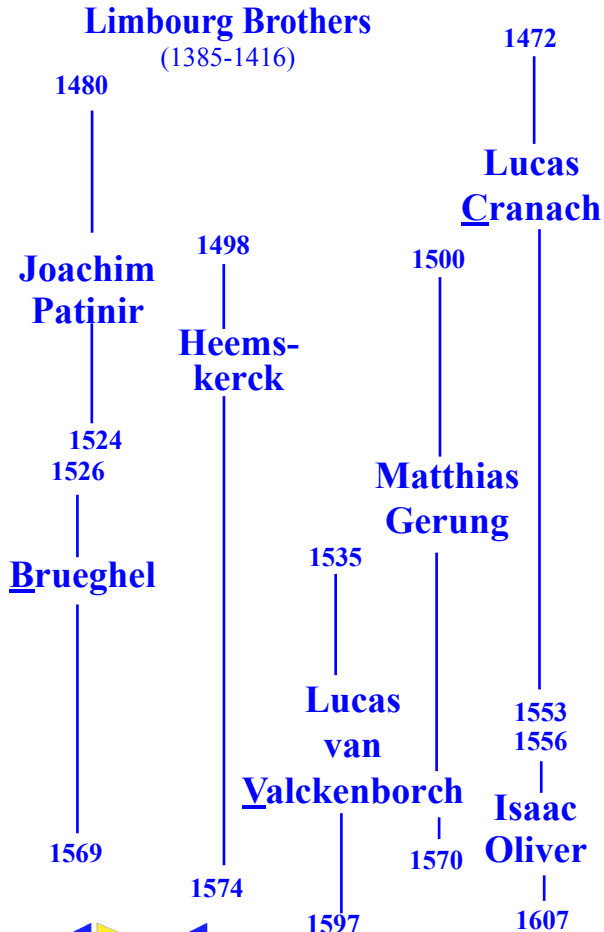 Limbourg Brothers
(1385-1416)
1480
Joachim
Patinir
1524
1526
Brueghel
1569
1498
Heems-
kerck
1574
1535
Lucas
van
Valckenborch
1597
1500
Matthias
Gerung
1570
1472
Lucas
Cranach
1553
1556
Isaac
Oliver
1607